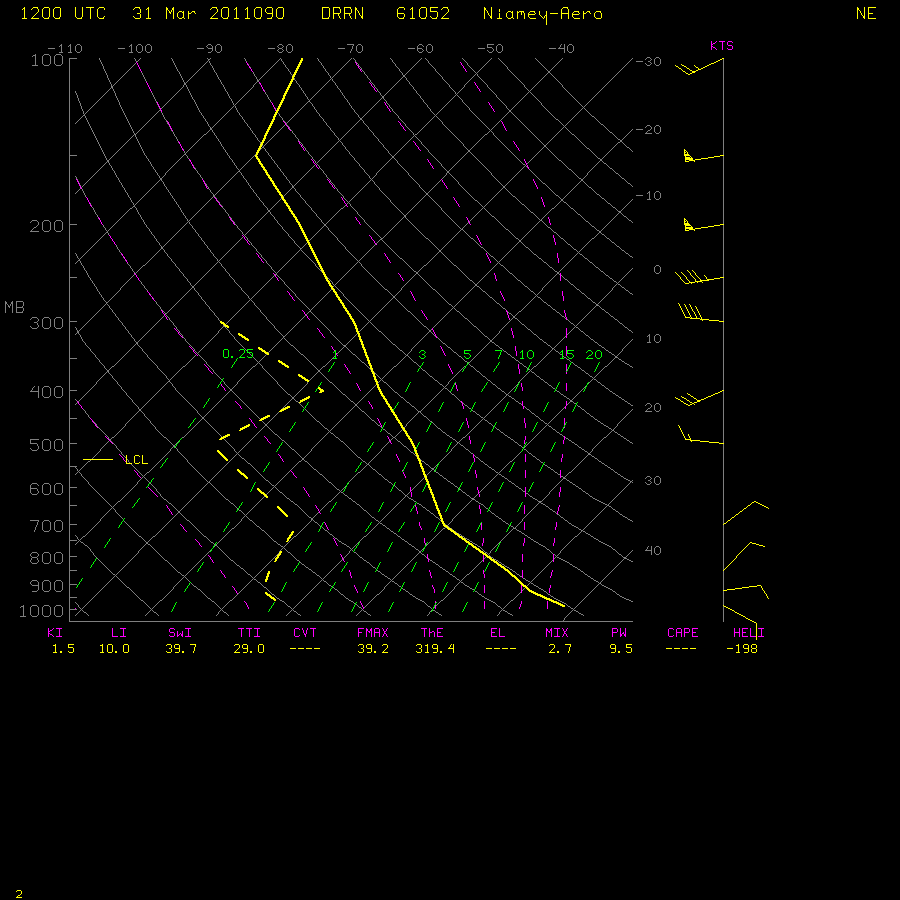 1200 UTC 31 Mar 2011090 DRRN 61052 Niamey-Aero NE
KTS
-110 -100 -90 -80 -70 -60 -50 -40
100 -30
-20
-10
200
0
MB
300
10
0.25 1 3 5 7 10 15 20
400
20
500
LCL
600 30
700
800 40
900
1000
KI LI SWI TTI CVT FMAX ThE EL MIX PW CAPE HELI
1.5 10.0 39.7 29.0 ---- 39.2 319.4 ---- 2.7 9.5 ---- -198
2